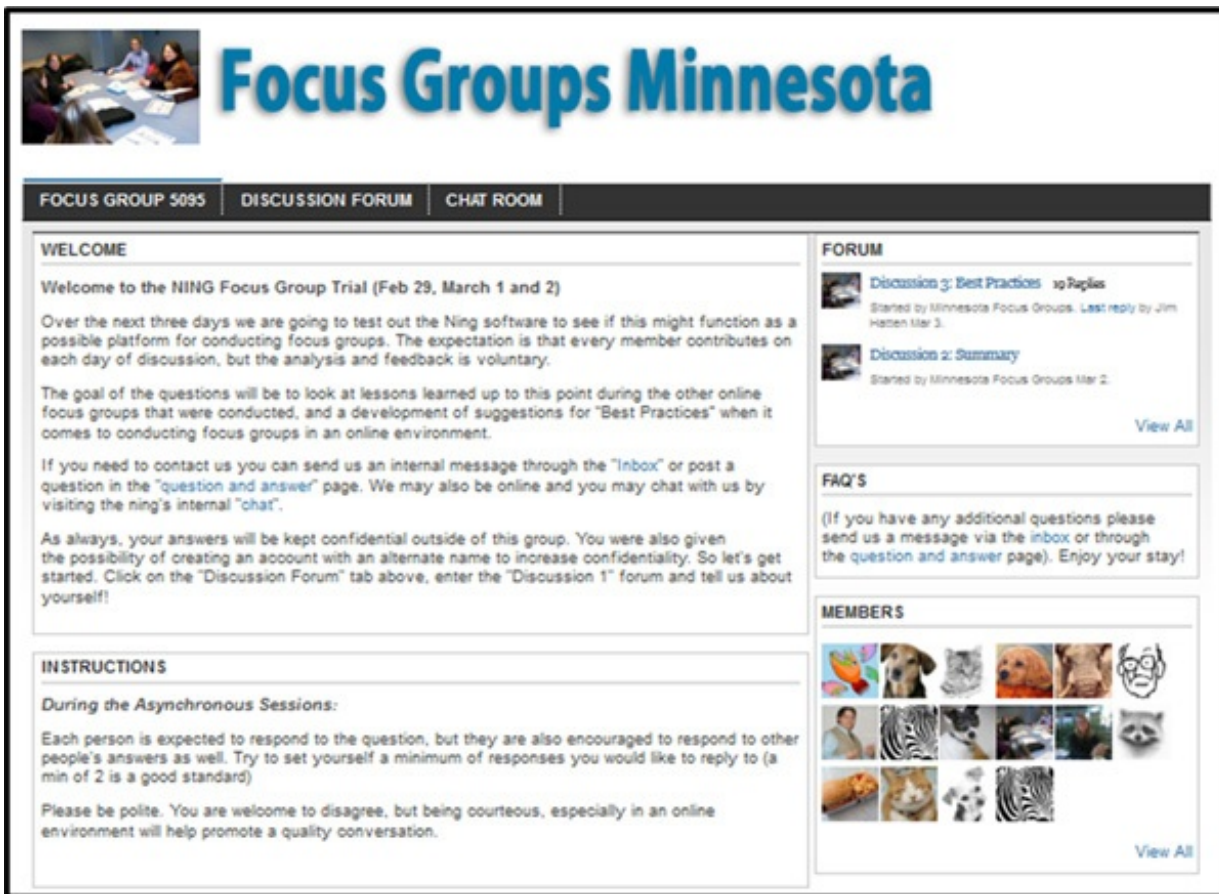 Focus Groups Minnesota
FOCUS GROUP 5095
DISCUSSION FORUM
CHAT ROOM
WELCOME
Welcome to the NING Focus Group Trial (Feb 29, March 1 and 2)
Over the next three days we are going to test out the Ning software to see if this might function as a
possible platform for conducting focus groups. The expectation is that every member contributes on
each day of discussion, but the analysis and feedback is voluntary.
The goal of the questions will be to look at lessons learned up to this point during the other online
focus groups that were conducted, and a development of suggestions for "Best Practices" when it
comes to conducting focus groups in an online environment.
If you need to contact us you can send us an internal message through the "Inbox" or post a
question in the "question and answer" page. We may also be online and you may chat with us by
visiting the ning's internal "chat".
As always, your answers will be kept confidential outside of this group. You were also given
the possibility of creating an account with an alternate name to increase confidentiality. So let's get
started. Click on the "Discussion Forum" tab above, enter the "Discussion 1" forum and tell us about
yourself!
INSTRUCTIONS
During the Asynchronous Sessions:
Each person is expected to respond to the question, but they are also encouraged to respond to other
people's answers as well. Try to set yourself a minimum of responses you would like to reply to (a
min of 2 is a good standard)
Please be polite. You are welcome to disagree, but being courteous, especially in an online
environment will help promote a quality conversation.
FORUM
Discussion 3: Best Practices 19 Replies
Started by Minnesota Focus Groups. Last reply by Jim
Hatten Mar 3.
Discussion 2: Summary
Started by Minnesota Focus Groups Mar 2.
View All
FAQ'S
(If you have any additional questions please
send us a message via the inbox or through
the question and answer page). Enjoy your stay!
MEMBERS
View All